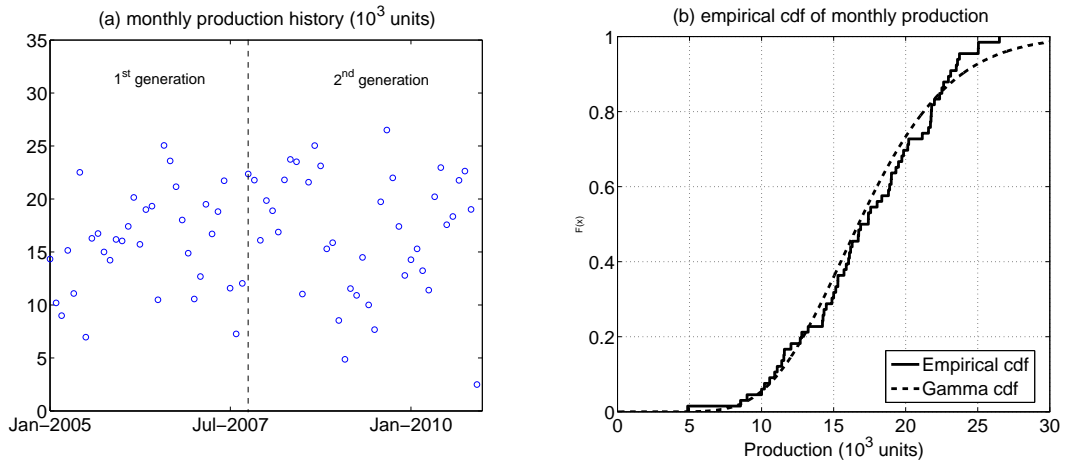 (a) monthly production history (10³ units)
35
30
25
20
15
10
5
0
1st generation
2nd generation
Jan–2005
Jul–2007
Jan–2010
(b) empirical cdf of monthly production
1
0.8
0.6
0.4
0.2
0
F(x)
Empirical cdf
Gamma cdf
0
5
10
15
20
25
30
Production (10³ units)